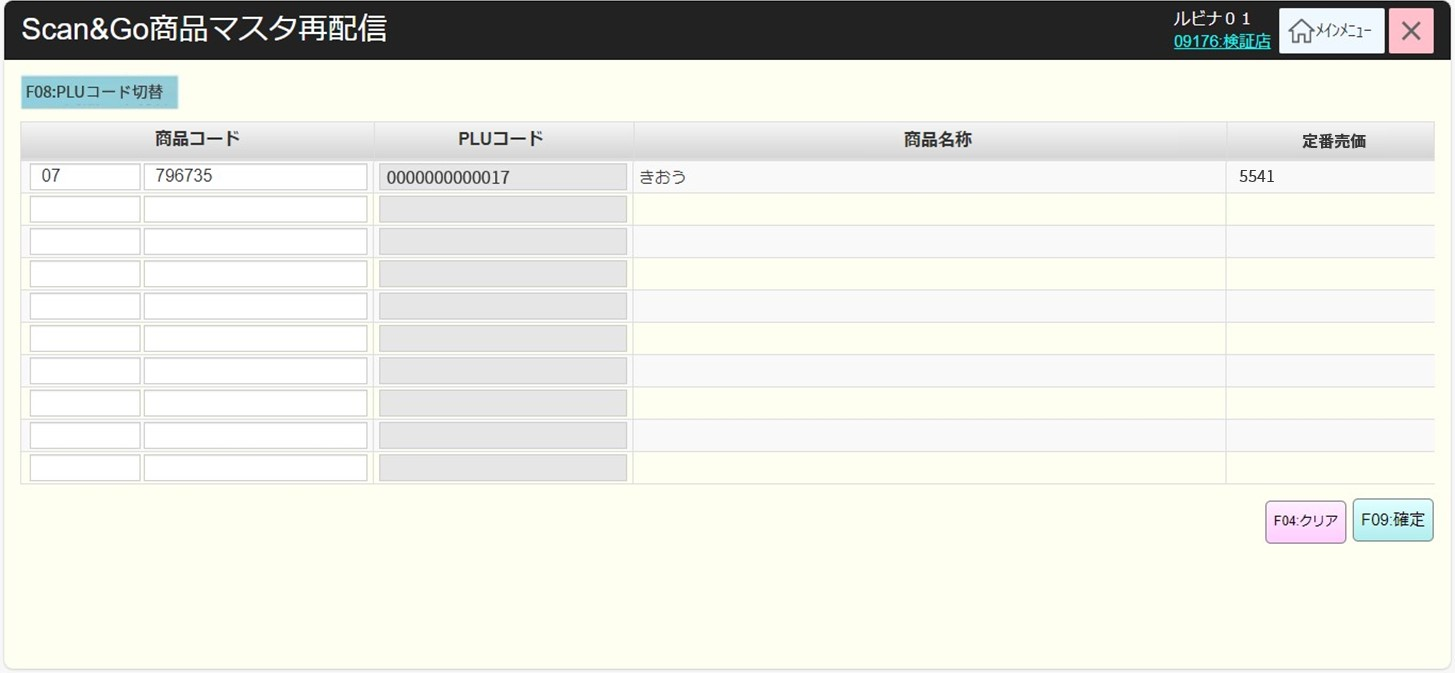 Scan&Go商品マスタ再配信
ルビナ０１
09176:検証店
ﾒｲﾝﾒﾆｭｰ
F08:PLUコード切替
商品コード PLUコード 商品名称 定番売価
07 796735 0000000000017 きおう 5541
F04:クリア F09:確定